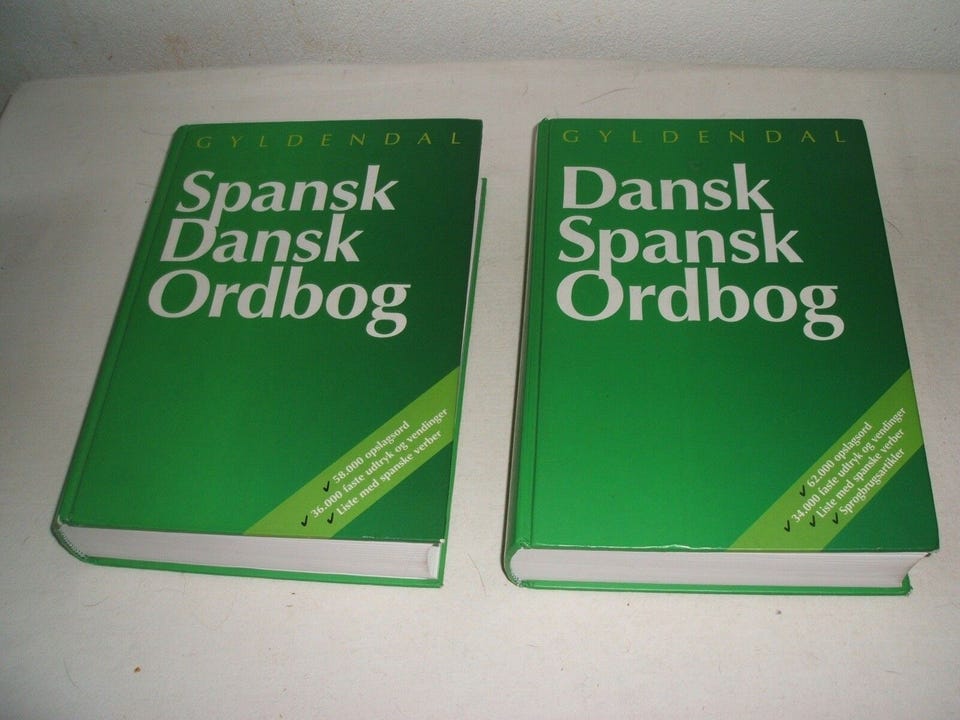 GYLDENDAL
Spansk
Dansk
Ordbog
✓ 58.000 opslagsord
✓ 36.000 faste udtryk og vendinger
✓ Liste med spanske verber
GYLDENDAL
Dansk
Spansk
Ordbog
✓ 62.000 opslagsord
✓ 34.000 faste udtryk og vendinger
✓ Liste med spanske verber
✓ Sprogbrugsartikler